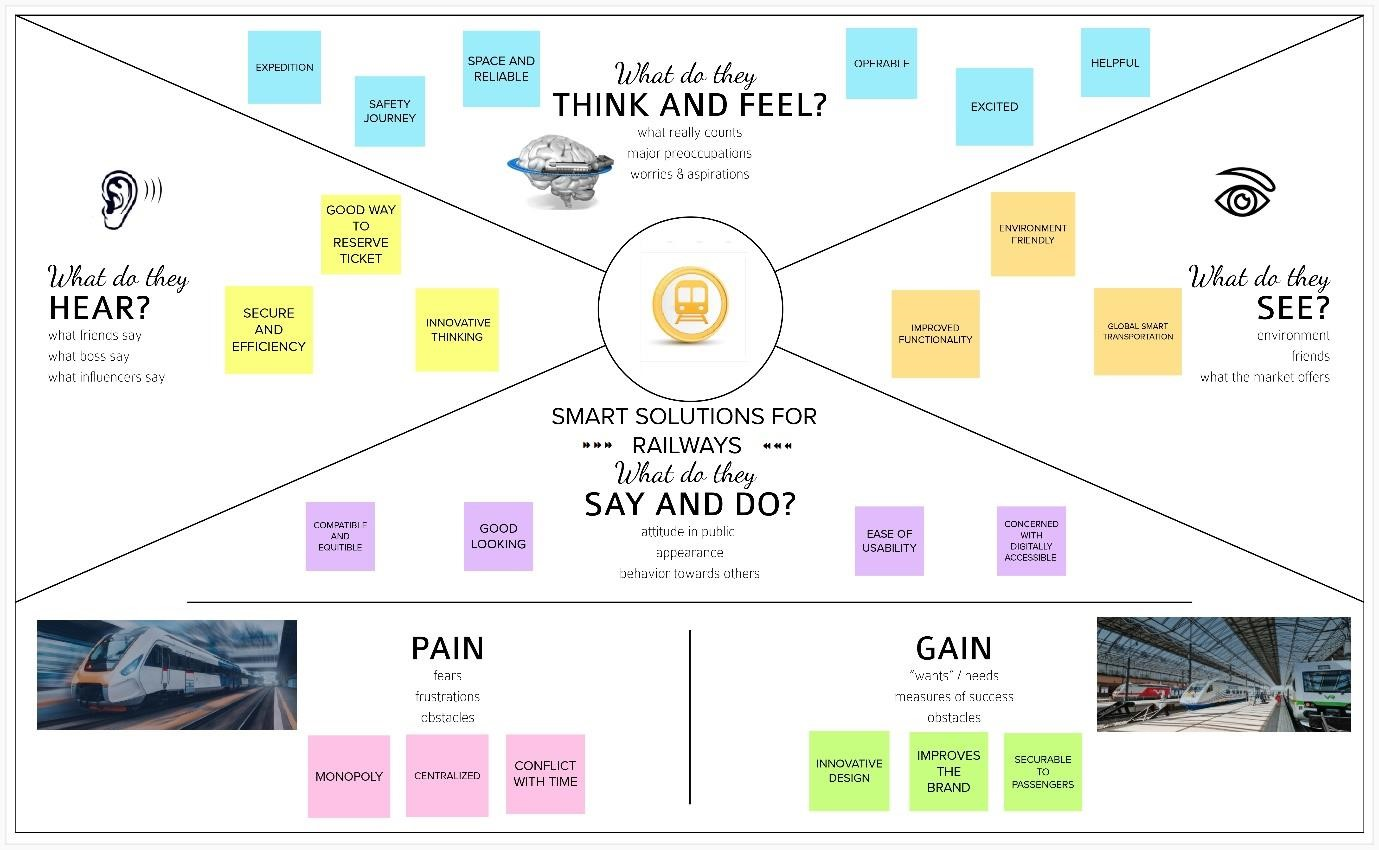 EXPEDITION
SAFETY
JOURNEY
SPACE AND
RELIABLE
What do they
THINK AND FEEL?
what really counts
major preoccupations
worries & aspirations
OPERABLE
EXCITED
HELPFUL
What do they
HEAR?
what friends say
what boss say
what influencers say
GOOD WAY
TO
RESERVE
TICKET
SECURE
AND
EFFICIENCY
INNOVATIVE
THINKING
ENVIRONMENT
FRIENDLY
IMPROVED
FUNCTIONALITY
GLOBAL SMART
TRANSPORTATION
What do they
SEE?
environment
friends
what the market offers
SMART SOLUTIONS FOR
RAILWAYS
What do they
SAY AND DO?
attitude in public
appearance
behavior towards others
COMPATIBLE
AND
EQUITIBLE
GOOD
LOOKING
EASE OF
USABILITY
CONCERNED
WITH
DIGITALLY
ACCESSIBLE
PAIN
fears
frustrations
obstacles
MONOPOLY
CENTRALIZED
CONFLICT
WITH TIME
GAIN
"wants" / needs
measures of success
obstacles
INNOVATIVE
DESIGN
IMPROVES
THE
BRAND
SECURABLE
TO
PASSENGERS